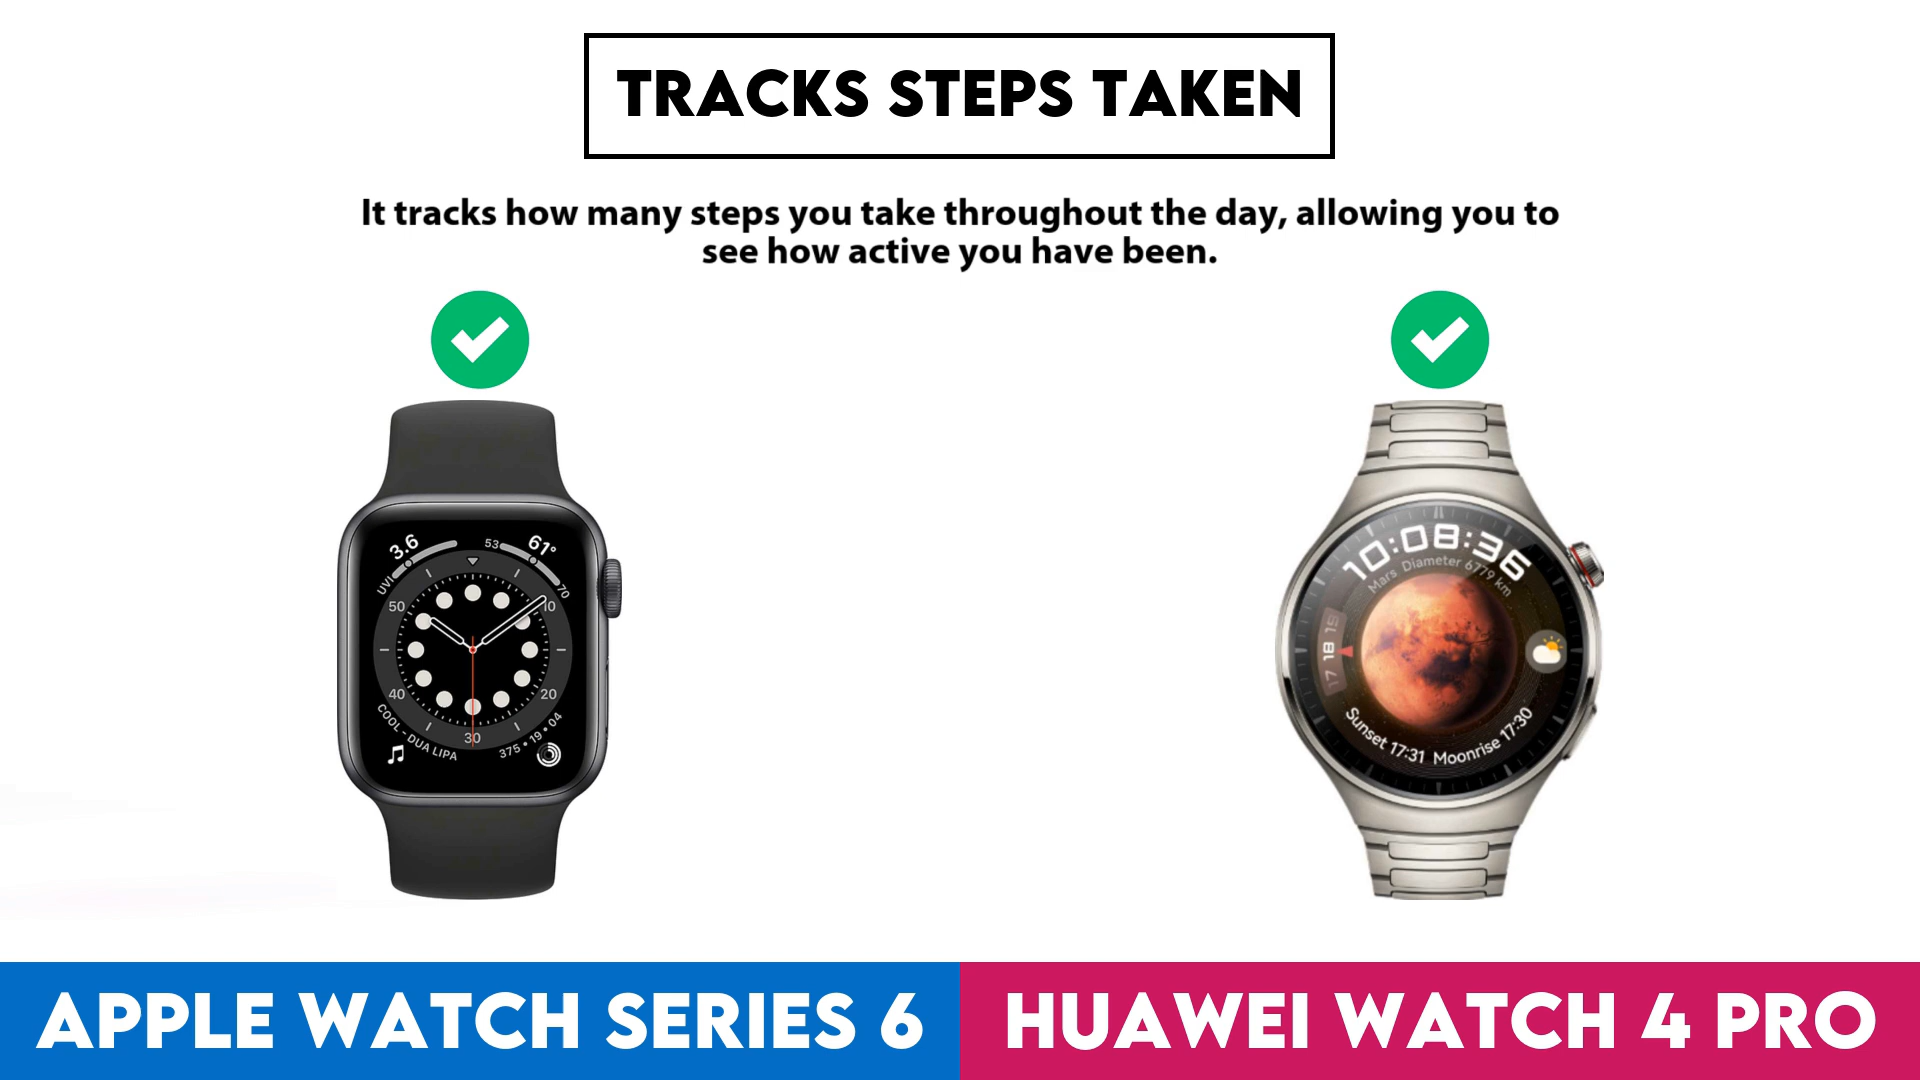 TRACKS STEPS TAKEN
It tracks how many steps you take throughout the day, allowing you to
see how active you have been.
3.6
UVI
53
61°
70
50
10
40
20
30
COOL - DUA LIPA
375 • 19 • 04
10:08:36
Mars Diameter 6779 km
17 18 19
Sunset 17:31 Moonrise 17:30
APPLE WATCH SERIES 6
HUAWEI WATCH 4 PRO